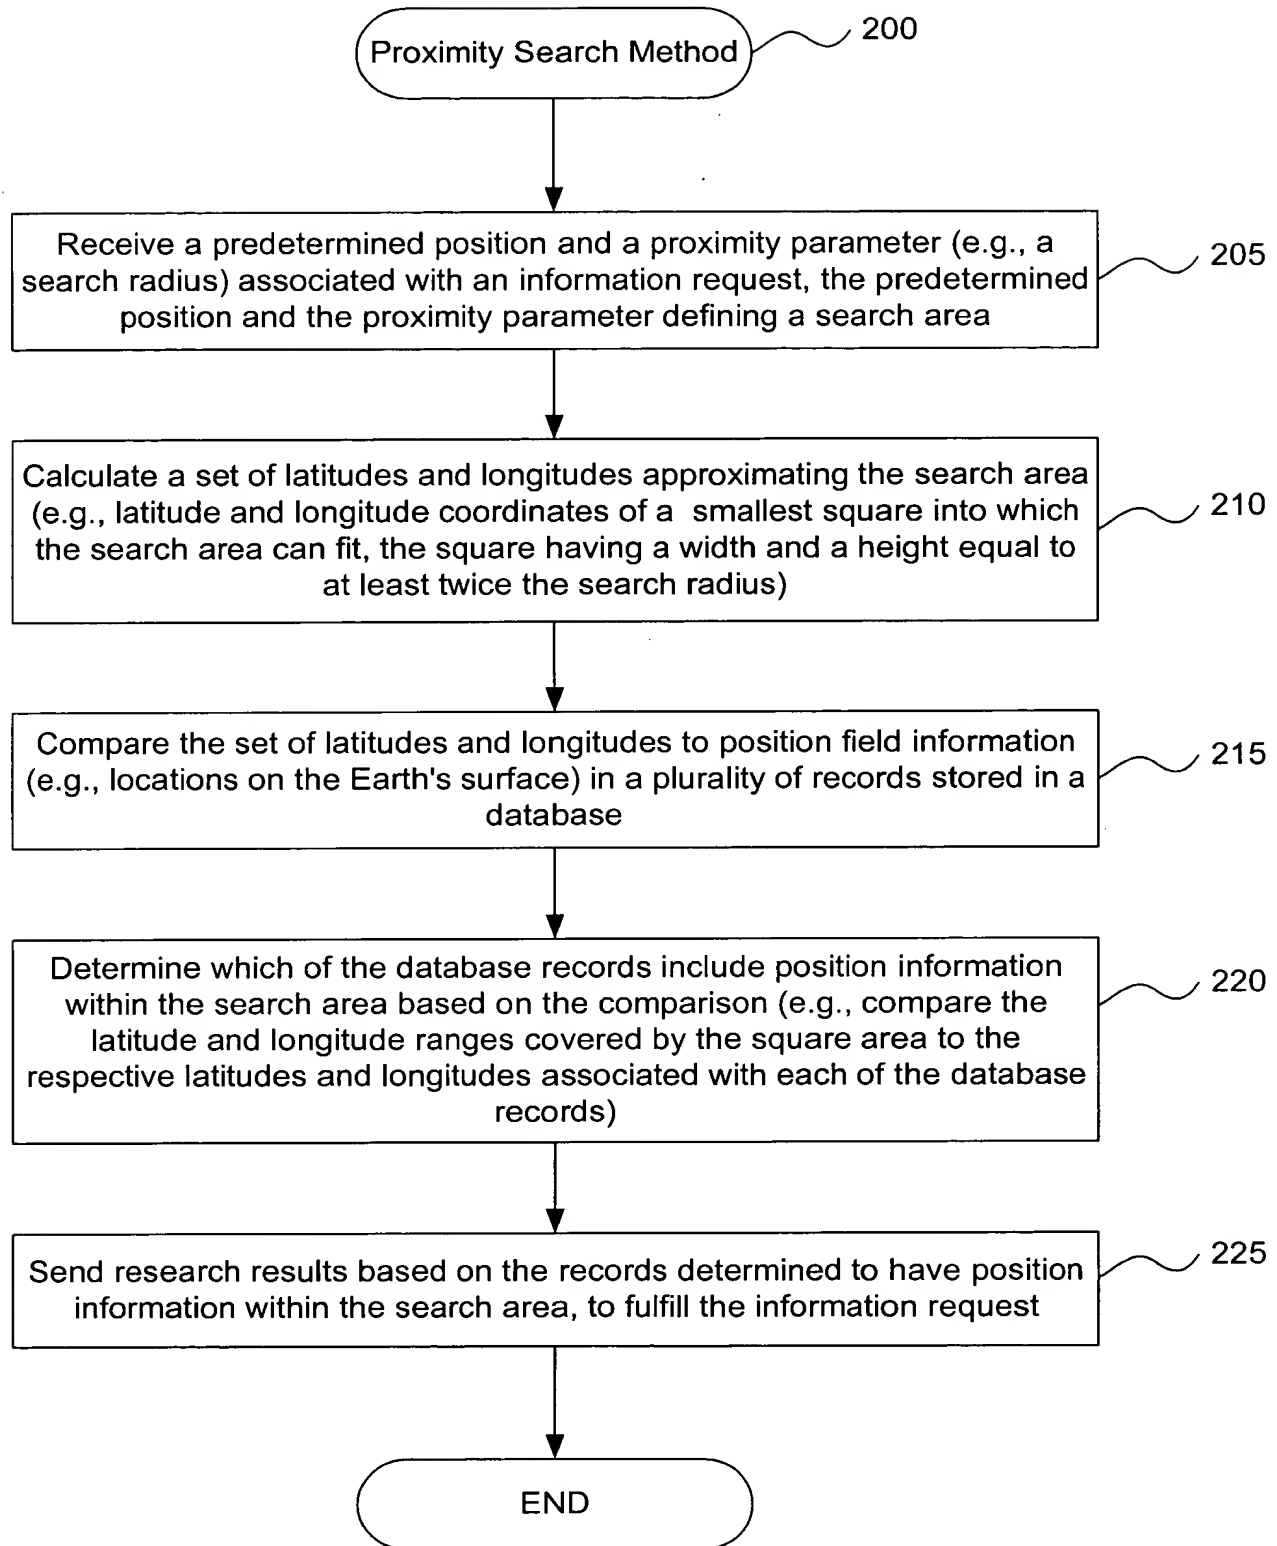 Proximity Search Method
200
Receive a predetermined position and a proximity parameter (e.g., a
search radius) associated with an information request, the predetermined
position and the proximity parameter defining a search area
205
Calculate a set of latitudes and longitudes approximating the search area
(e.g., latitude and longitude coordinates of a smallest square into which
the search area can fit, the square having a width and a height equal to
at least twice the search radius)
210
Compare the set of latitudes and longitudes to position field information
(e.g., locations on the Earth's surface) in a plurality of records stored in a
database
215
Determine which of the database records include position information
within the search area based on the comparison (e.g., compare the
latitude and longitude ranges covered by the square area to the
respective latitudes and longitudes associated with each of the database
records)
220
Send research results based on the records determined to have position
information within the search area, to fulfill the information request
225
END